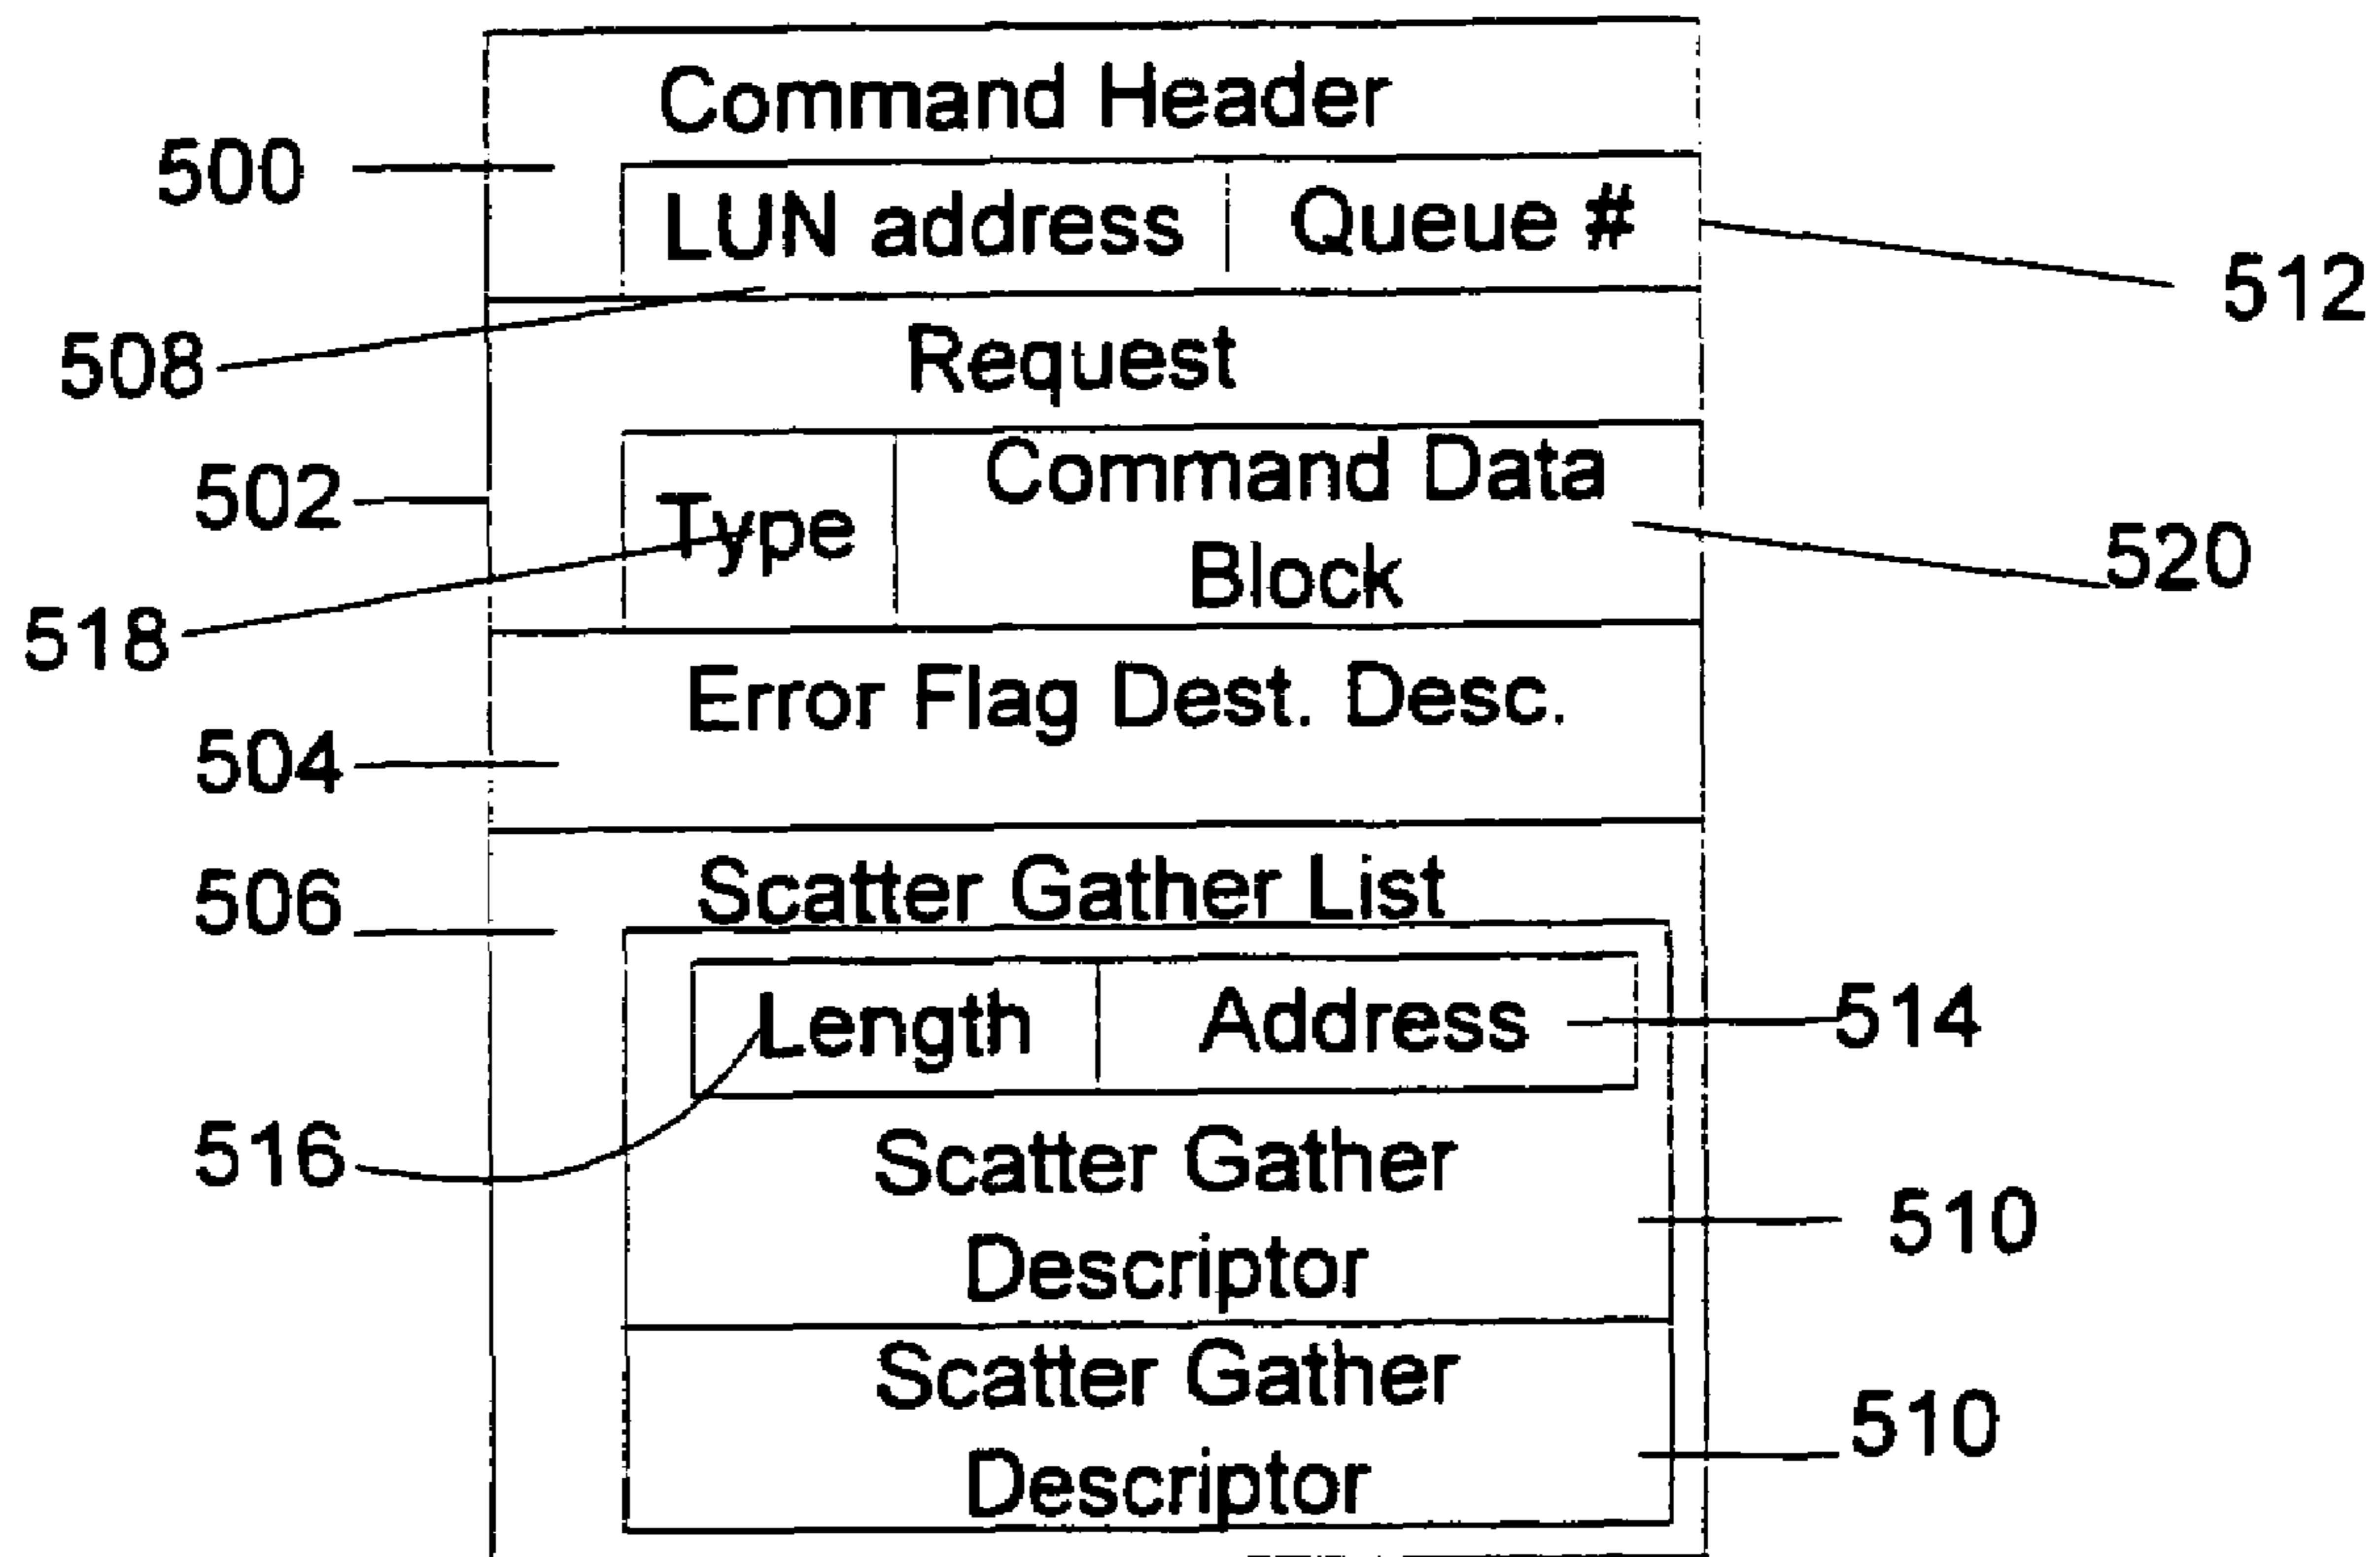 Command Header
500
LUN address Queue #
512
508
Request
502
Type
Command Data
Block
520
518
Error Flag Dest. Desc.
504
506
Scatter Gather List
Length Address
514
516
Scatter Gather
Descriptor
510
Scatter Gather
Descriptor
510